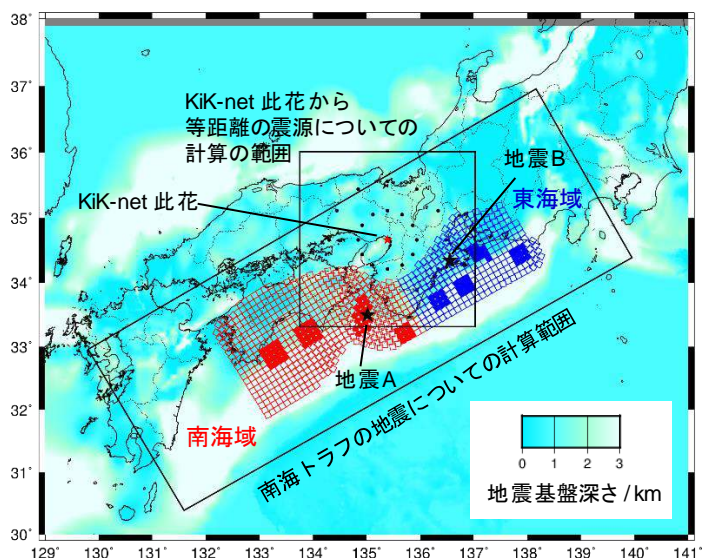 38°
37°
36°
35°
34°
33°
32°
31°
30°
KiK-net 此花から
等距離の震源についての
計算の範囲
地震B
KiK-net 此花
東海域
地震A
南海域
南海トラフの地震についての計算範囲
0 1 2 3
地震基盤深さ/km
129° 130° 131° 132° 133° 134° 135° 136° 137° 138° 139° 140° 141°